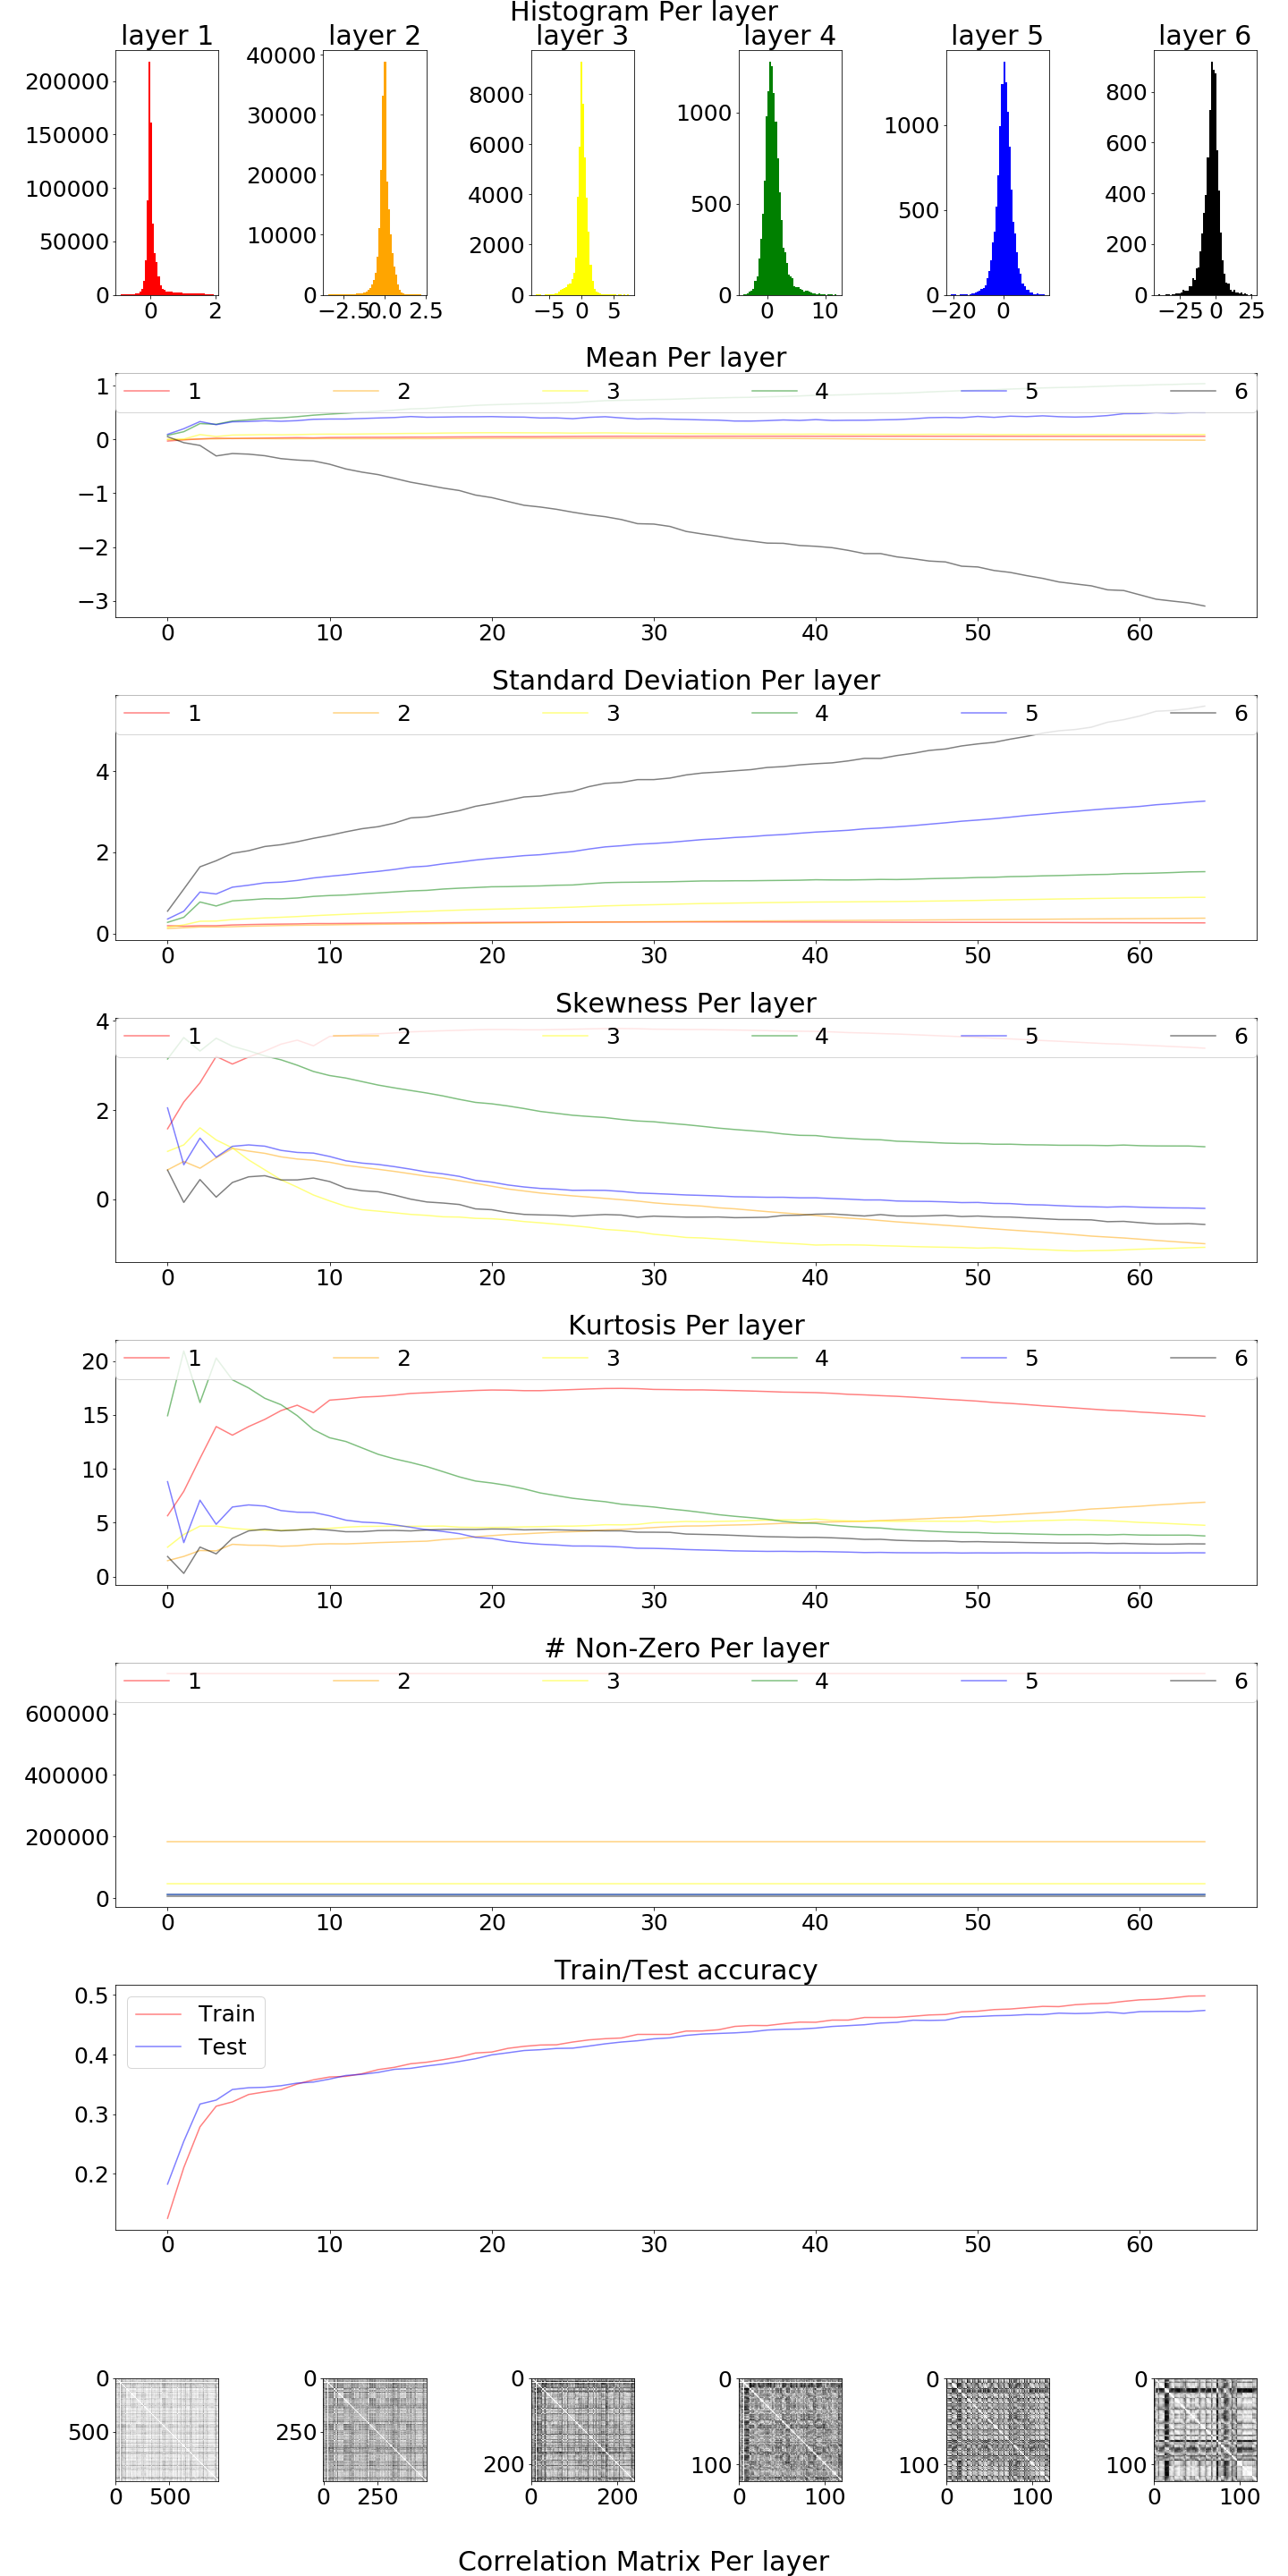 Histogram Per layer
layer 1 layer 2 layer 3 layer 4 layer 5 layer 6
200000 150000 100000 50000 0
0 2
40000 30000 20000 10000 0
−2.5 0.0 2.5
8000 6000 4000 2000 0
−5 0 5
1000 500 0
0 10
1000 500 0
−20 0
800 600 400 200 0
−25 0 25
Mean Per layer
1 2 3 4 5 6
1
0
−1
−2
−3
0 10 20 30 40 50 60
Standard Deviation Per layer
1 2 3 4 5 6
4
2
0
0 10 20 30 40 50 60
Skewness Per layer
1 2 3 4 5 6
4
2
0
0 10 20 30 40 50 60
Kurtosis Per layer
1 2 3 4 5 6
20
15
10
5
0
0 10 20 30 40 50 60
# Non-Zero Per layer
1 2 3 4 5 6
600000
400000
200000
0
0 10 20 30 40 50 60
Train/Test accuracy
Train
Test
0.5
0.4
0.3
0.2
0 10 20 30 40 50 60
0 500
0 500
0 250
0 250
0 200
0 200
0 100
0 100
0 100
0 100
0 100
0 100
Correlation Matrix Per layer